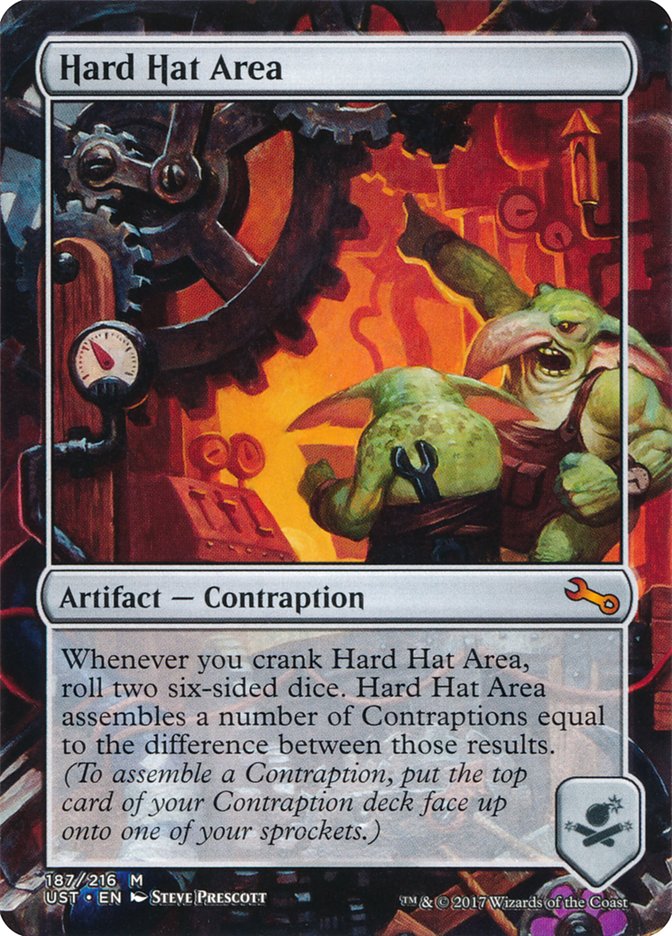 Hard Hat Area
Artifact — Contraption
Whenever you crank Hard Hat Area,
roll two six-sided dice. Hard Hat Area
assembles a number of Contraptions equal
to the difference between those results.
(To assemble a Contraption, put the top
card of your Contraption deck face up
onto one of your sprockets.)
187/216 M
UST • EN Steve Prescott
™ & © 2017 Wizards of the Coast